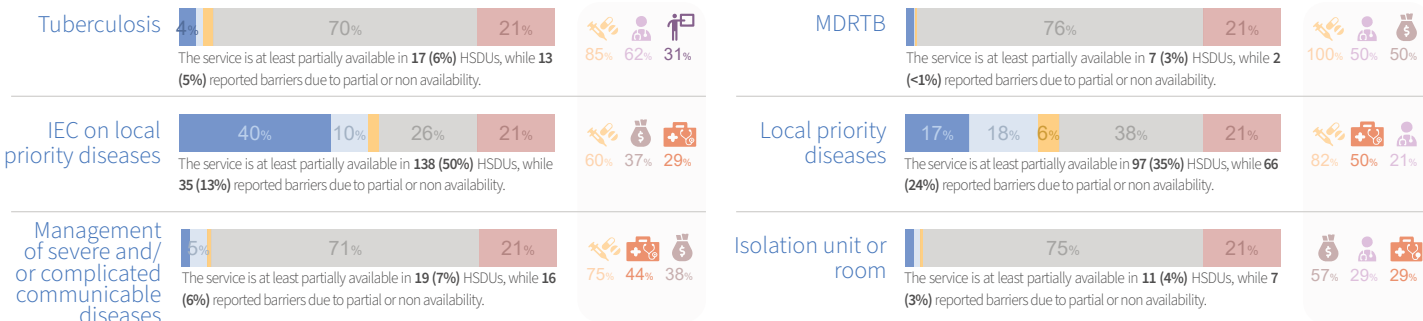 Tuberculosis
4% 70% 21%
The service is at least partially available in 17 (6%) HSDUs, while 13
(5%) reported barriers due to partial or non availability.
85% 62% 31%
MDRTB
76% 21%
The service is at least partially available in 7 (3%) HSDUs, while 2
(<1%) reported barriers due to partial or non availability.
100% 50% 50%
IEC on local
priority diseases
40% 10% 26% 21%
The service is at least partially available in 138 (50%) HSDUs, while
35 (13%) reported barriers due to partial or non availability.
60% 37% 29%
Local priority
diseases
17% 18% 6% 38% 21%
The service is at least partially available in 97 (35%) HSDUs, while 66
(24%) reported barriers due to partial or non availability.
82% 50% 21%
Management
of severe and/
or complicated
communicable
diseases
5% 71% 21%
The service is at least partially available in 19 (7%) HSDUs, while 16
(6%) reported barriers due to partial or non availability.
75% 44% 38%
Isolation unit or
room
75% 21%
The service is at least partially available in 11 (4%) HSDUs, while 7
(3%) reported barriers due to partial or non availability.
57% 29% 29%